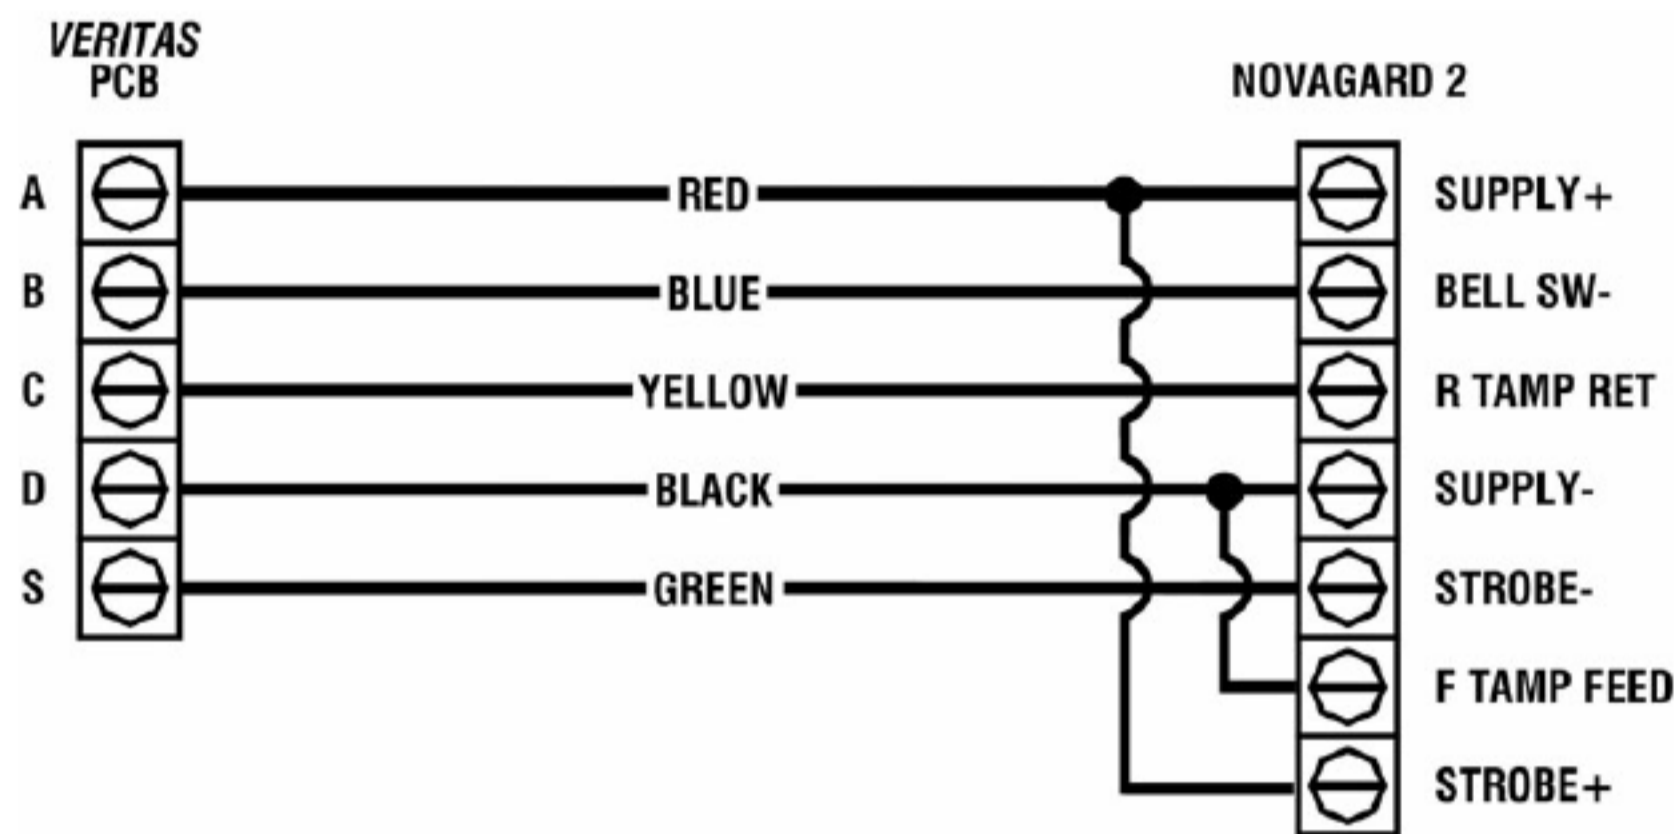 VERITAS
PCB
NOVAGARD 2
A RED SUPPLY+
B BLUE BELL SW-
C YELLOW R TAMP RET
D BLACK SUPPLY-
S GREEN STROBE-
F TAMP FEED
STROBE+